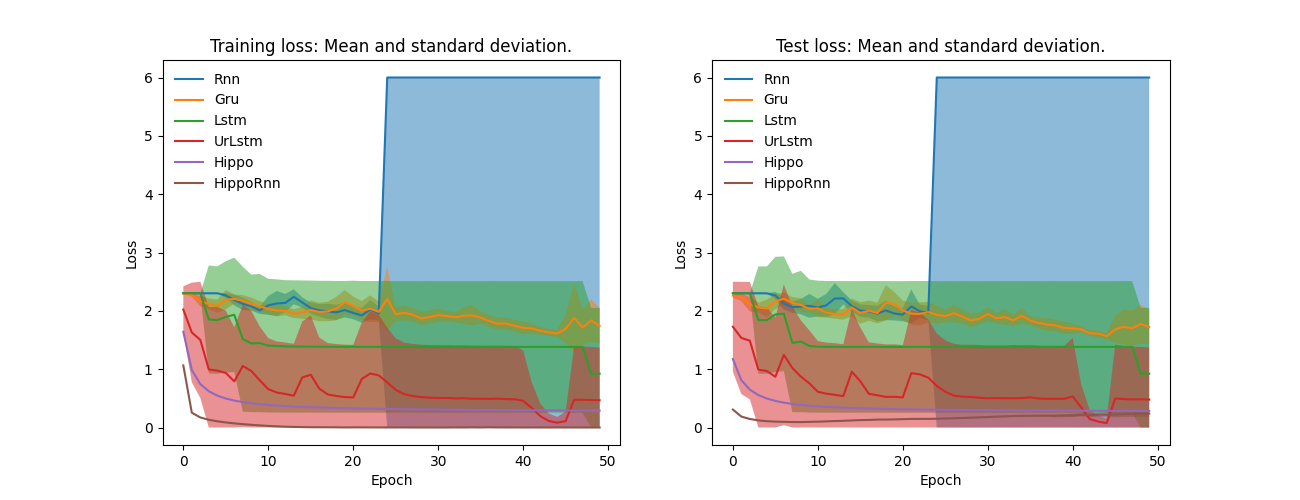 Training loss: Mean and standard deviation.
6
5
4
3
2
1
0
Loss
Rnn
Gru
Lstm
UrLstm
Hippo
HippoRnn
0 10 20 30 40 50
Epoch
Test loss: Mean and standard deviation.
6
5
4
3
2
1
0
Loss
Rnn
Gru
Lstm
UrLstm
Hippo
HippoRnn
0 10 20 30 40 50
Epoch